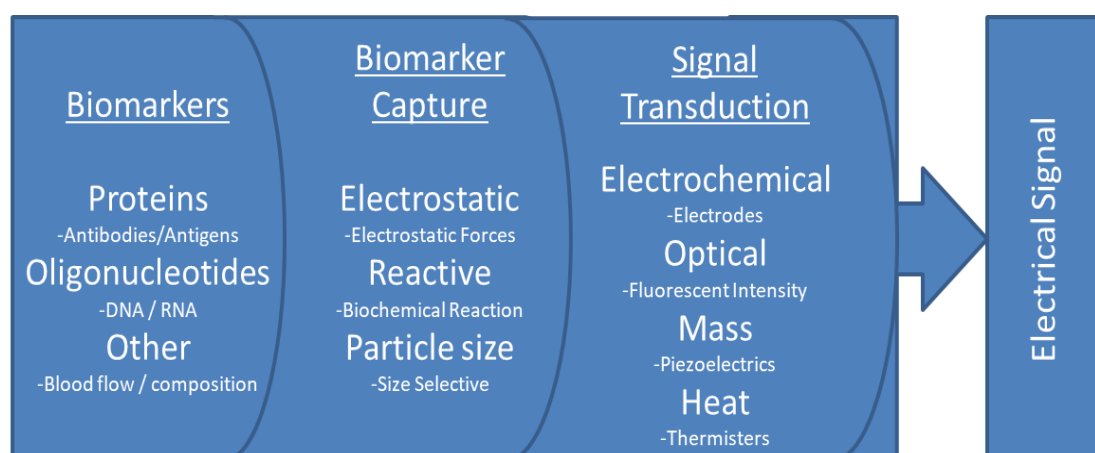 Biomarkers
Proteins
-Antibodies/Antigens
Oligonucleotides
-DNA / RNA
Other
-Blood flow / composition
Biomarker
Capture
Electrostatic
-Electrostatic Forces
Reactive
-Biochemical Reaction
Particle size
-Size Selective
Signal
Transduction
Electrochemical
-Electrodes
Optical
-Fluorescent Intensity
Mass
-Piezoelectrics
Heat
-Thermisters
Electrical Signal